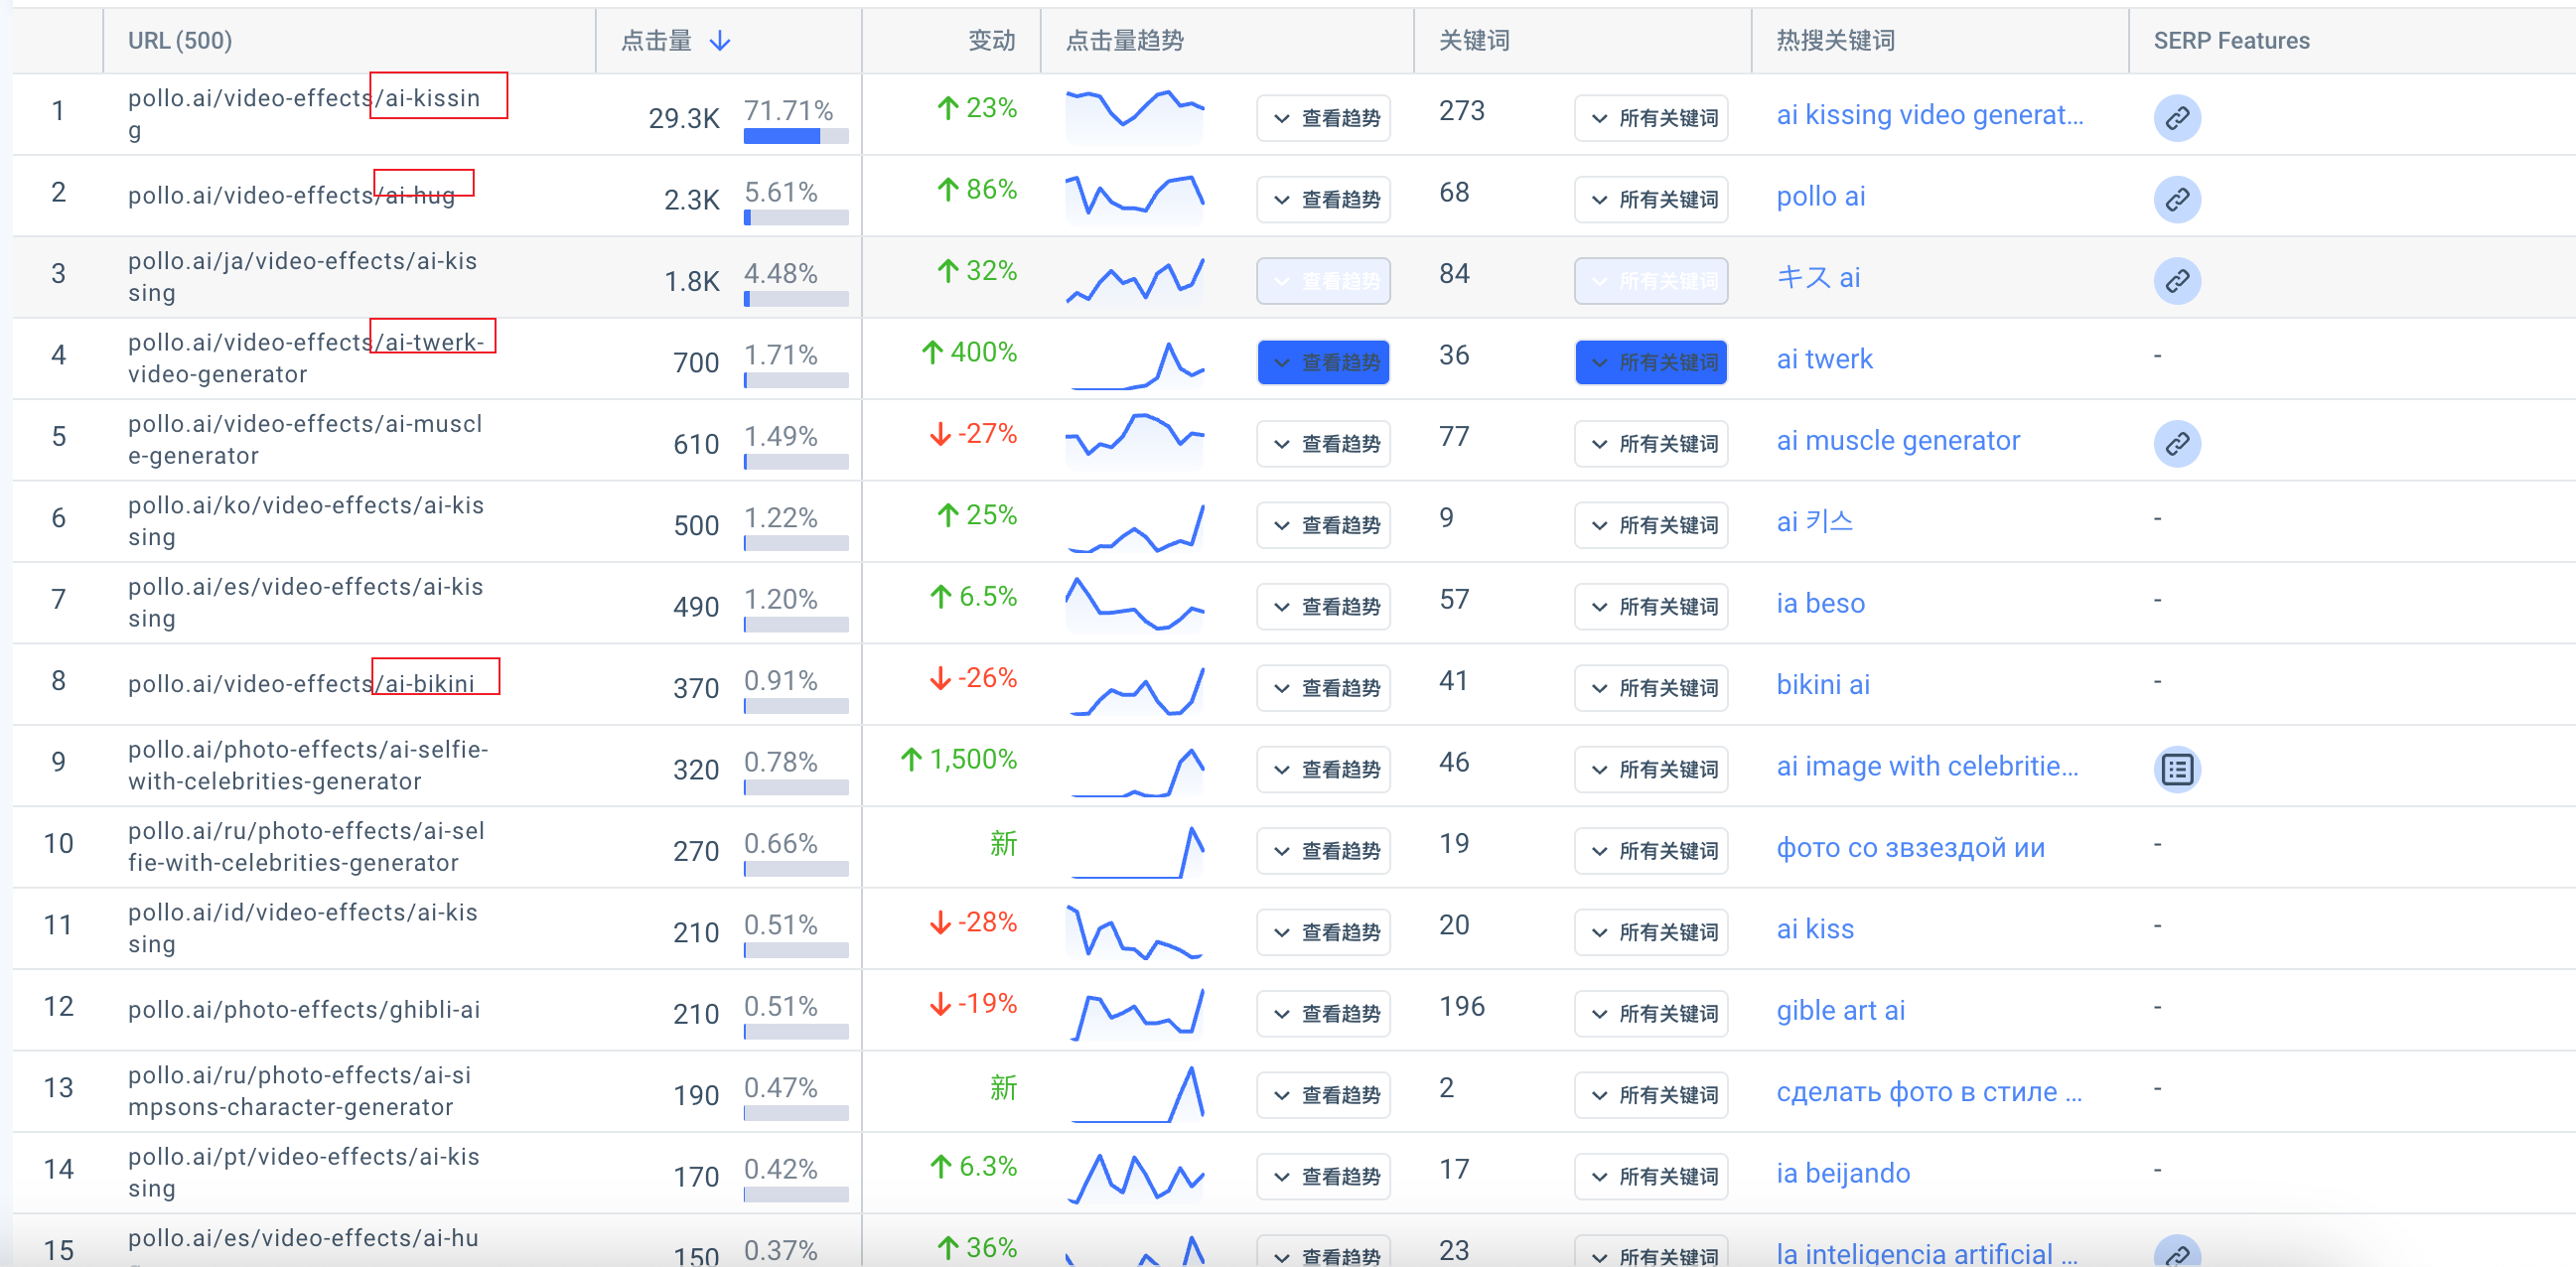 URL (500) 点击量 变动 点击量趋势 关键词 热搜关键词 SERP Features
1 pollo.ai/video-effects/ai-kissin 29.3K 71.71% 23% 查看趋势 273 所有关键词 ai kissing video generat...
g
2 pollo.ai/video-effects/ai-hug 2.3K 5.61% 86% 查看趋势 68 所有关键词 pollo ai
3 pollo.ai/ja/video-effects/ai-kis 1.8K 4.48% 32% 查看趋势 84 所有关键词 キス ai
sing
4 pollo.ai/video-effects/ai-twerk- 700 1.71% 400% 查看趋势 36 所有关键词 ai twerk -
video-generator
5 pollo.ai/video-effects/ai-muscl 610 1.49% -27% 查看趋势 77 所有关键词 ai muscle generator
e-generator
6 pollo.ai/ko/video-effects/ai-kis 500 1.22% 25% 查看趋势 9 所有关键词 ai 키스 -
sing
7 pollo.ai/es/video-effects/ai-kis 490 1.20% 6.5% 查看趋势 57 所有关键词 ia beso -
sing
8 pollo.ai/video-effects/ai-bikini 370 0.91% -26% 查看趋势 41 所有关键词 bikini ai -
9 pollo.ai/photo-effects/ai-selfie- 320 0.78% 1,500% 查看趋势 46 所有关键词 ai image with celebritie...
with-celebrities-generator
10 pollo.ai/ru/photo-effects/ai-sel 270 0.66% 新 查看趋势 19 所有关键词 фото со звзездой ии -
fie-with-celebrities-generator
11 pollo.ai/id/video-effects/ai-kis 210 0.51% -28% 查看趋势 20 所有关键词 ai kiss -
sing
12 pollo.ai/photo-effects/ghibli-ai 210 0.51% -19% 查看趋势 196 所有关键词 gible art ai -
13 pollo.ai/ru/photo-effects/ai-si 190 0.47% 新 查看趋势 2 所有关键词 сделать фото в стиле ... -
mpsons-character-generator
14 pollo.ai/pt/video-effects/ai-kis 170 0.42% 6.3% 查看趋势 17 所有关键词 ia beijando -
sing
15 pollo.ai/es/video-effects/ai-hu 150 0.37% 36% 查看趋势 23 所有关键词 la inteligencia artificial ...